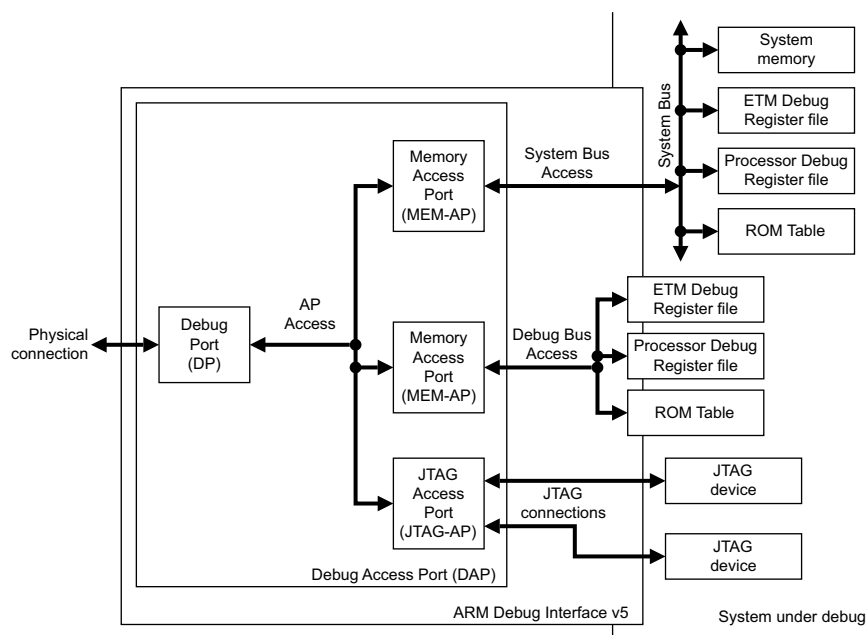 System
memory
ETM Debug
Register file
System Bus
Processor Debug
Register file
ROM Table
Memory
Access
Port
(MEM-AP)
System Bus
Access
Physical
connection
Debug
Port
(DP)
AP
Access
Memory
Access
Port
(MEM-AP)
Debug Bus
Access
ETM Debug
Register file
Processor Debug
Register file
ROM Table
JTAG
Access
Port
(JTAG-AP)
JTAG
connections
JTAG
device
JTAG
device
Debug Access Port (DAP)
ARM Debug Interface v5
System under debug